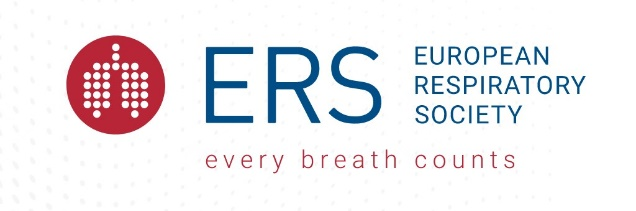 ERS
EUROPEAN
RESPIRATORY
SOCIETY
every breath counts